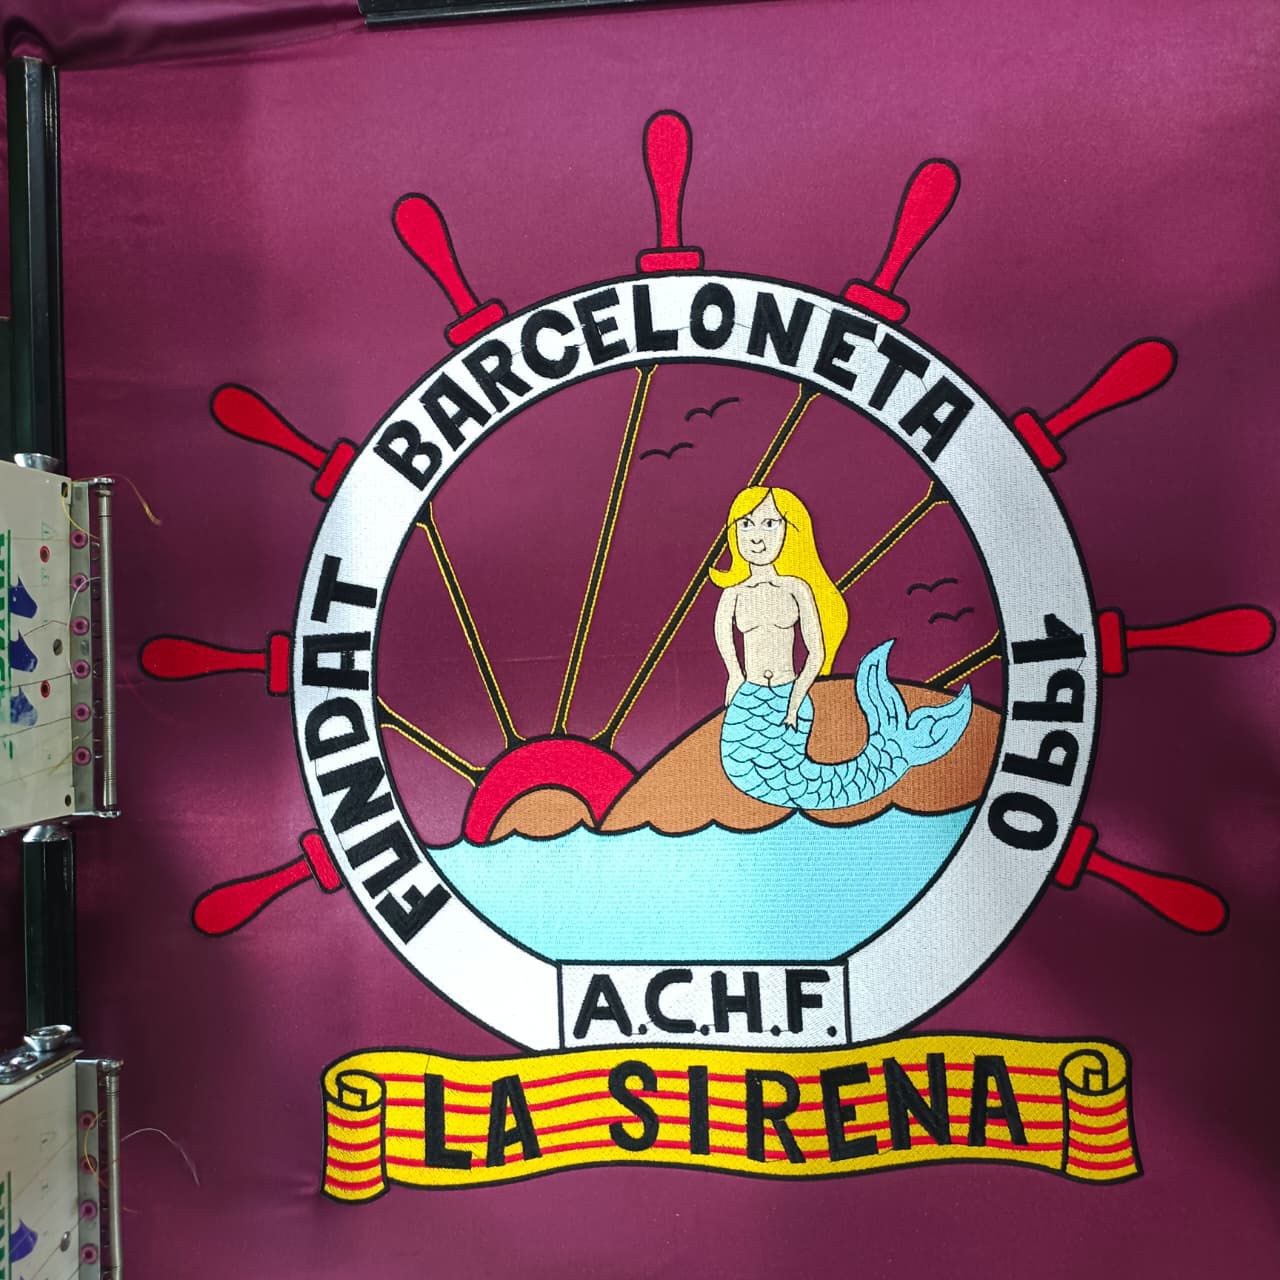 FUNDAT
BARCELONETA
1990
A.C.H.F.
LA SIRENA